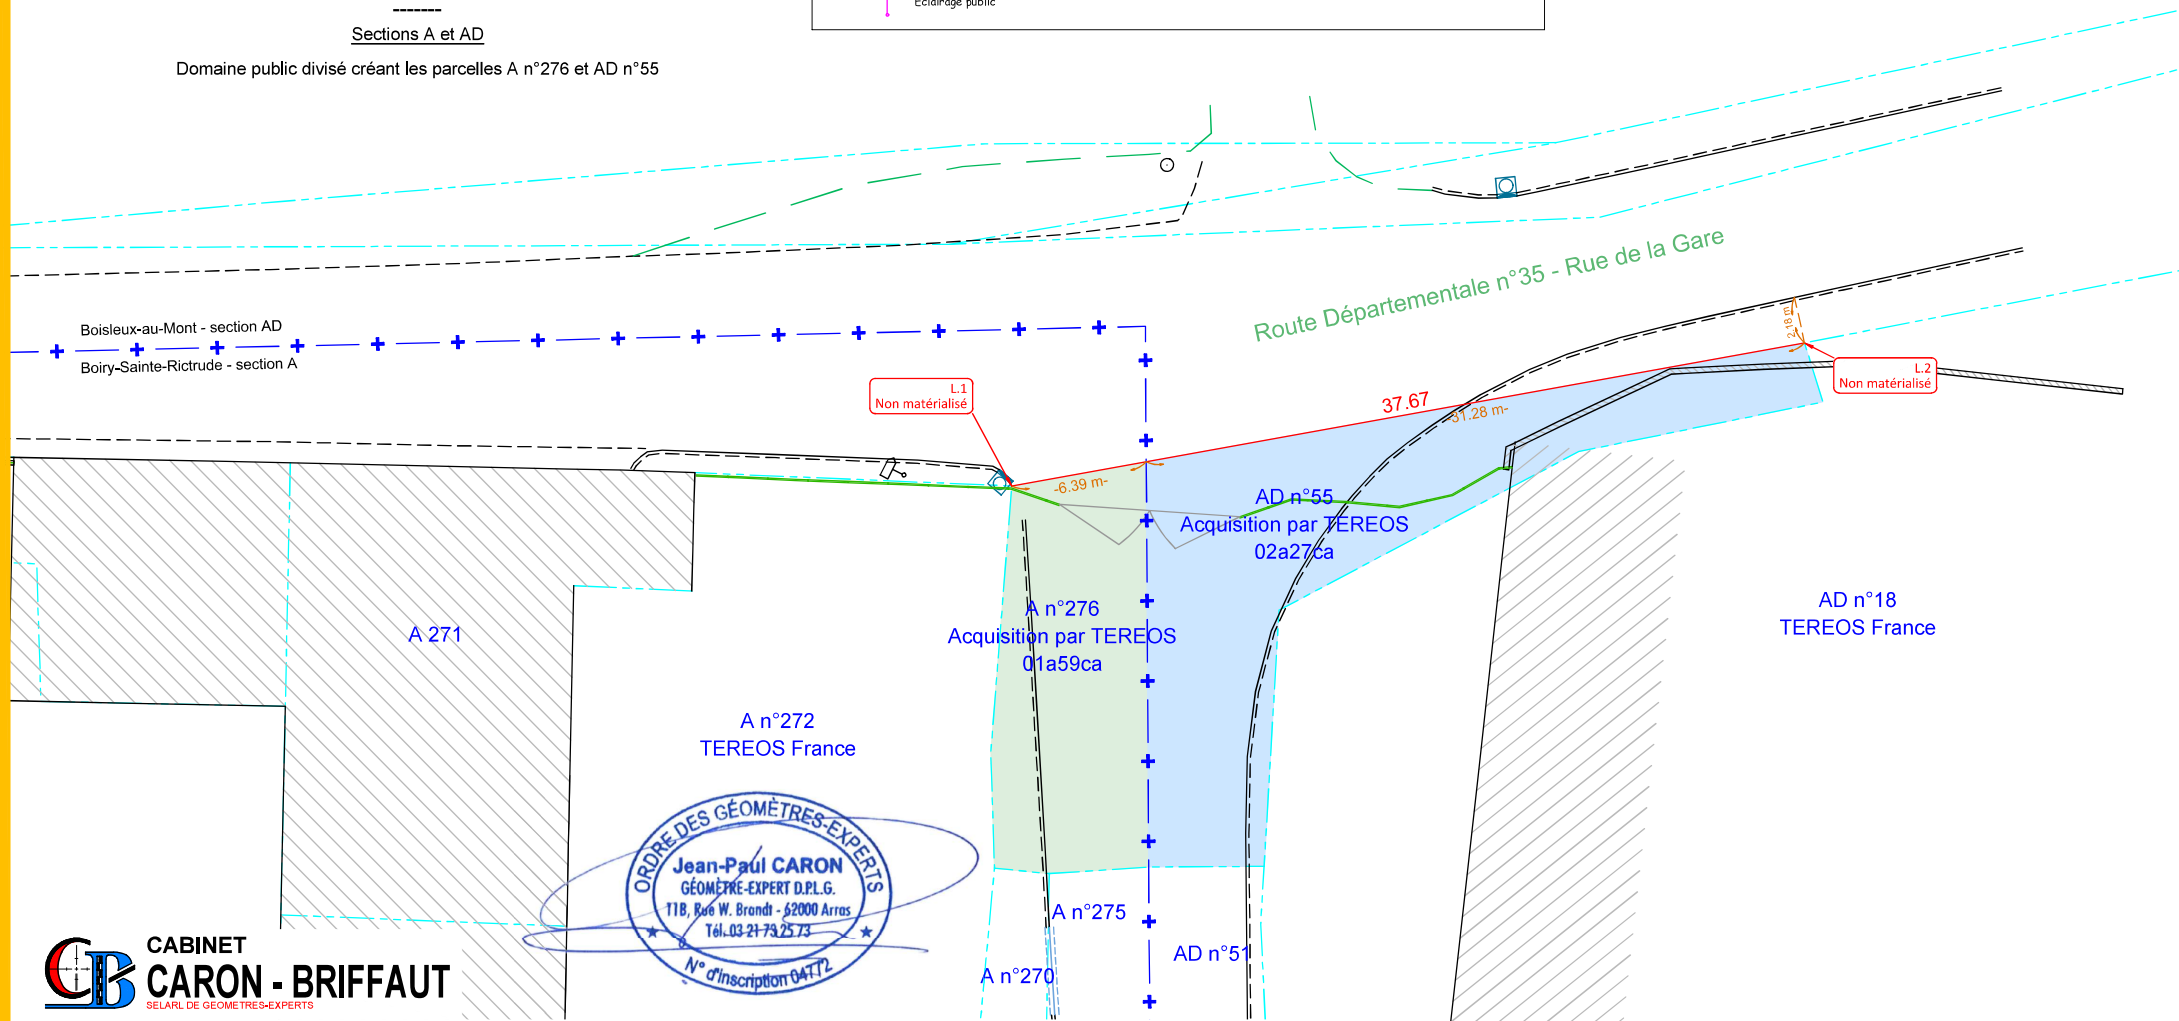 -------
Sections A et AD
Domaine public divisé créant les parcelles A n°276 et AD n°55
Eclairage public
Route Départementale n°35 - Rue de la Gare
Boisleux-au-Mont - section AD
Boiry-Sainte-Rictrude - section A
L.1
Non matérialisé
L.2
Non matérialisé
2.18 m
37.67
-31.28 m-
-6.39 m-
AD n°55
Acquisition par TEREOS
02a27ca
A n°276
Acquisition par TEREOS
01a59ca
AD n°18
TEREOS France
A 271
A n°272
TEREOS France
A n°275
AD n°51
A n°270
ORDRE DES GÉOMÈTRES-EXPERTS
Jean-Paul CARON
GÉOMÈTRE-EXPERT D.P.L.G.
11B, Rue W. Brandt - 62000 Arras
Tél. 03 21 73 25 73
N° d'inscription 04772
CABINET
CARON - BRIFFAUT
SELARL DE GEOMETRES-EXPERTS